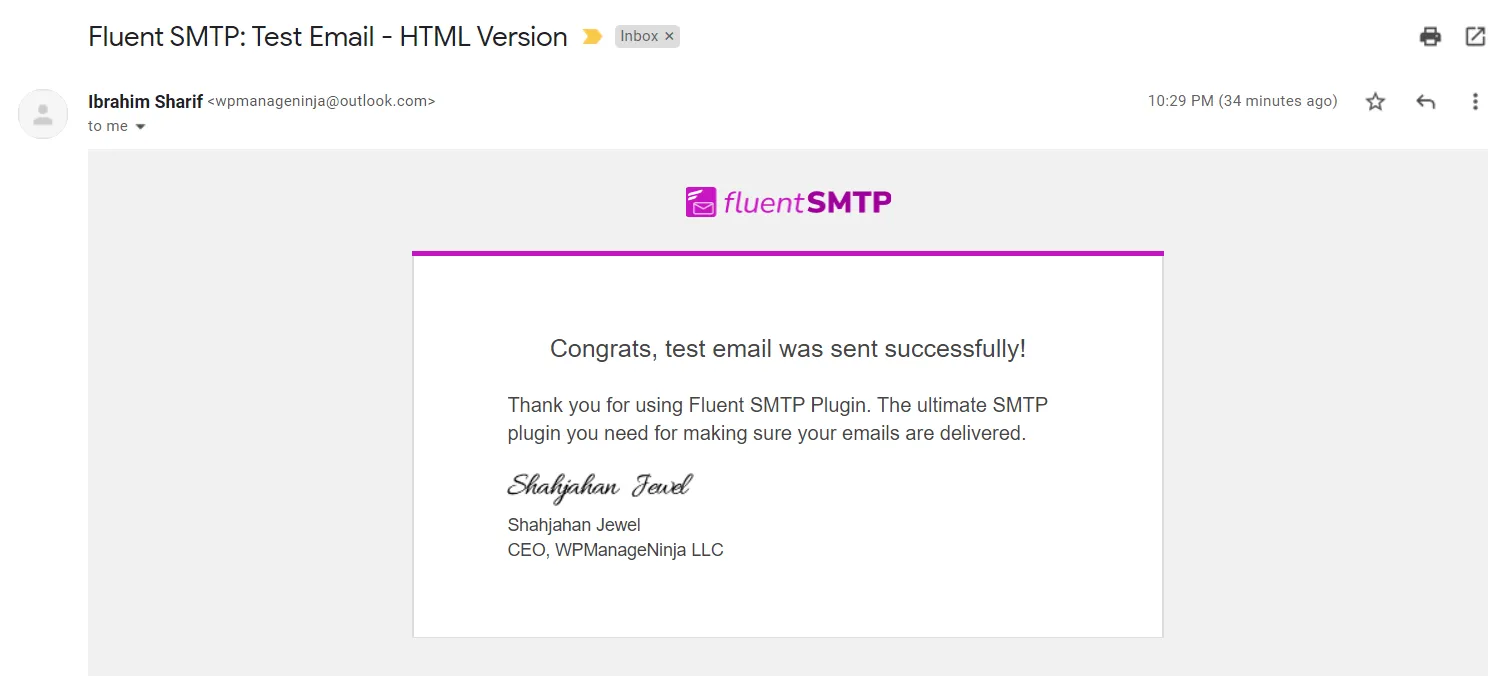 Fluent SMTP: Test Email - HTML Version Inbox ×
Ibrahim Sharif <wpmanageninja@outlook.com> 10:29 PM (34 minutes ago)
to me
fluentSMTP
Congrats, test email was sent successfully!
Thank you for using Fluent SMTP Plugin. The ultimate SMTP
plugin you need for making sure your emails are delivered.
Shahjahan Jewel
Shahjahan Jewel
CEO, WPManageNinja LLC